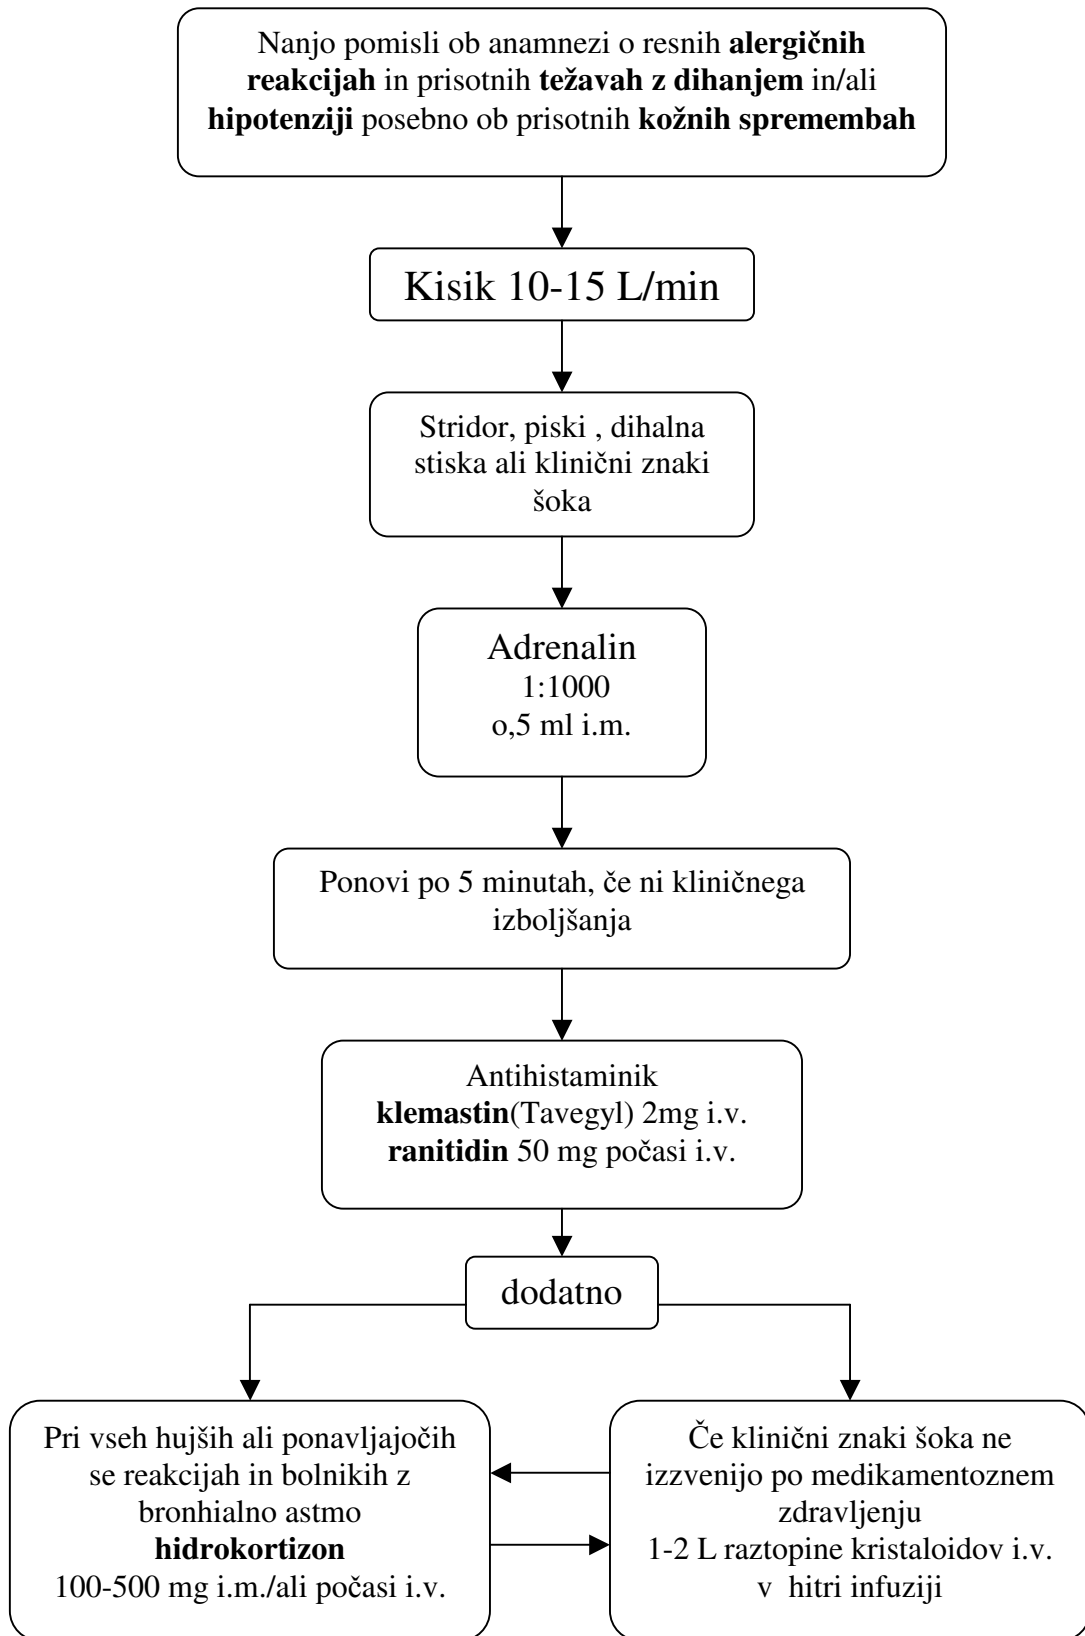 Nanjo pomisli ob anamnezi o resnih alergičnih
reakcijah in prisotnih težavah z dihanjem in/ali
hipotenziji posebno ob prisotnih kožnih spremembah
Kisik 10-15 L/min
Stridor, piski , dihalna
stiska ali klinični znaki
šoka
Adrenalin
1:1000
o,5 ml i.m.
Ponovi po 5 minutah, če ni kliničnega
izboljšanja
Antihistaminik
klemastin(Tavegyl) 2mg i.v.
ranitidin 50 mg počasi i.v.
dodatno
Pri vseh hujših ali ponavljajočih
se reakcijah in bolnikih z
bronhialno astmo
hidrokortizon
100-500 mg i.m./ali počasi i.v.
Če klinični znaki šoka ne
izzvenijo po medikamentoznem
zdravljenju
1-2 L raztopine kristaloidov i.v.
v hitri infuziji